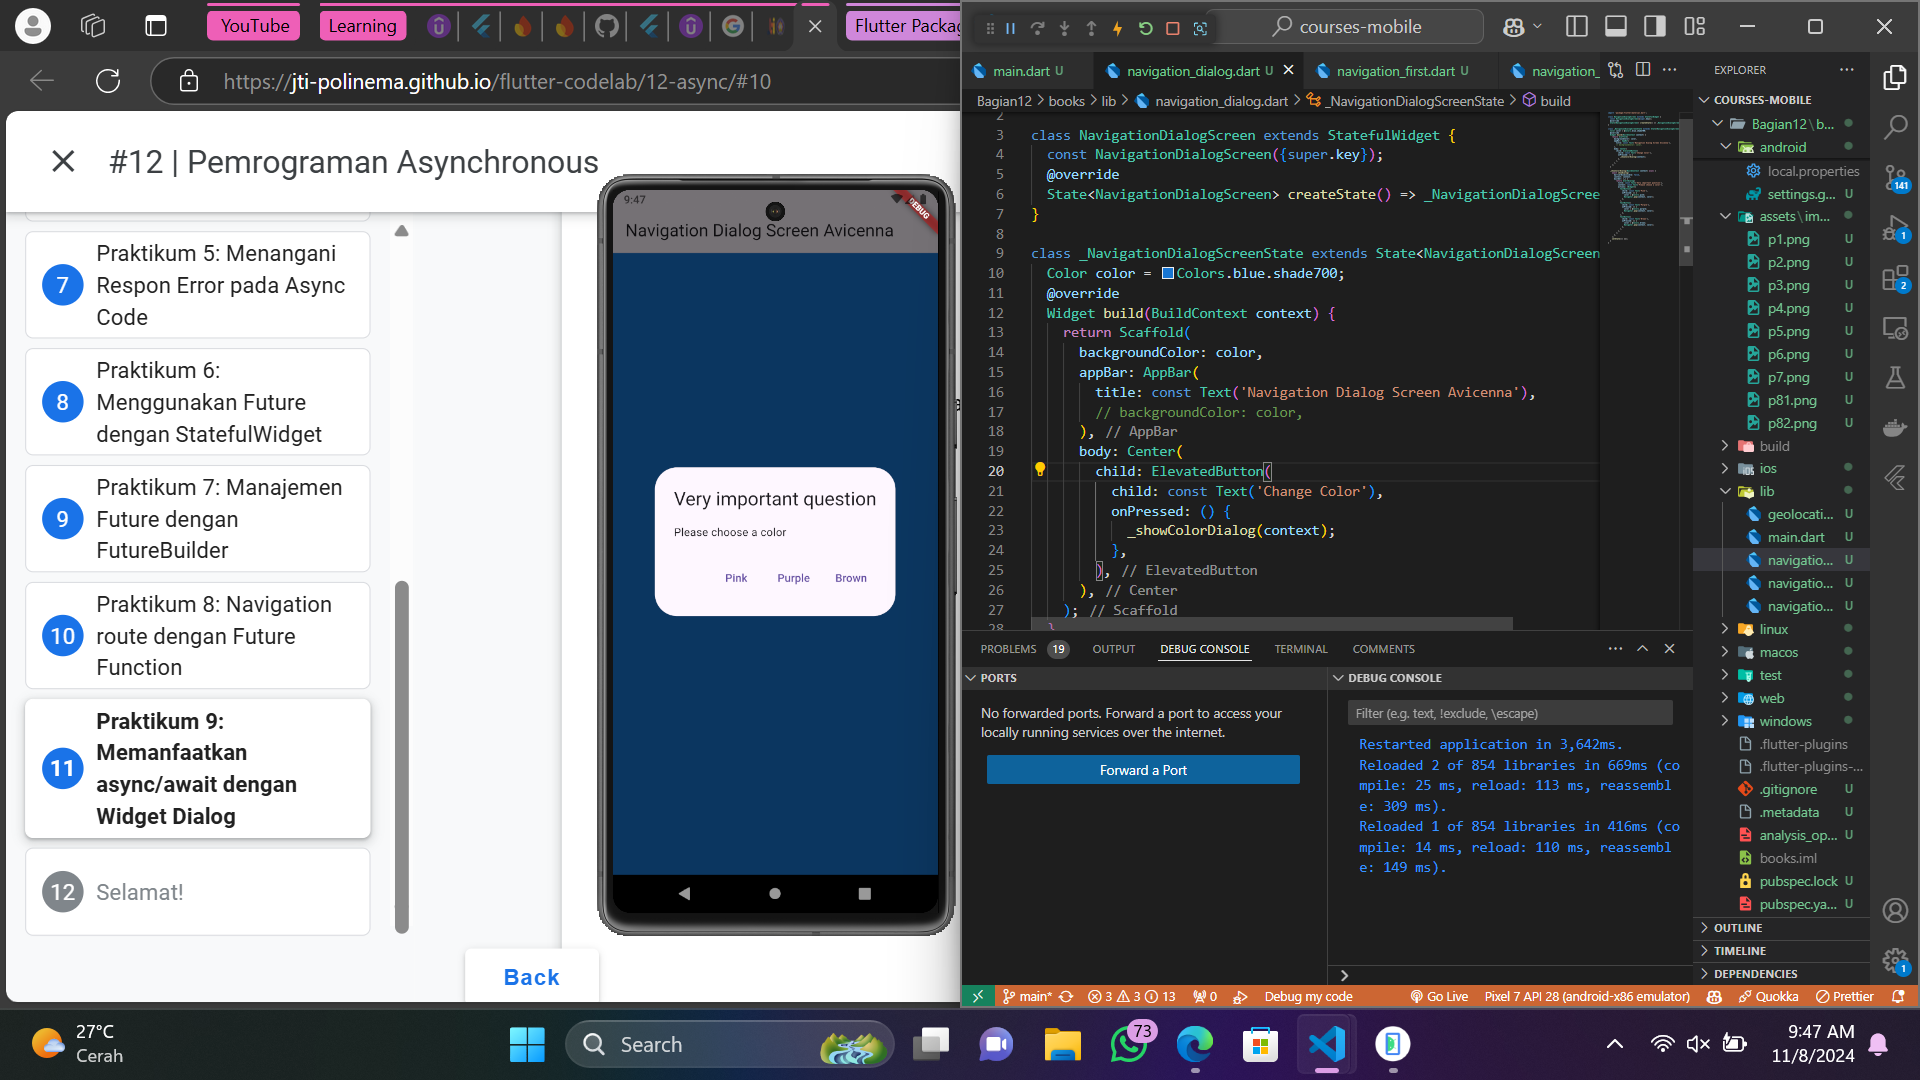 YouTube
Learning
Flutter Packag
https://jti-polinema.github.io/flutter-codelab/12-async/#10
#12 | Pemrograman Asynchronous
7
Praktikum 5: Menangani
Respon Error pada Async
Code
8
Praktikum 6:
Menggunakan Future
dengan StatefulWidget
9
Praktikum 7: Manajemen
Future dengan
FutureBuilder
10
Praktikum 8: Navigation
route dengan Future
Function
11
Praktikum 9:
Memanfaatkan
async/await dengan
Widget Dialog
12
Selamat!
Back
9:47
DEBUG
Navigation Dialog Screen Avicenna
Very important question
Please choose a color
Pink Purple Brown
courses-mobile
main.dart U
navigation_dialog.dart U
navigation_first.dart U
navigation_
Bagian12 > books > lib > navigation_dialog.dart > _NavigationDialogScreenState > build
2
3 class NavigationDialogScreen extends StatefulWidget {
4 const NavigationDialogScreen({super.key});
5 @override
6 State<NavigationDialogScreen> createState() => _NavigationDialogScree
7 }
8
9 class _NavigationDialogScreenState extends State<NavigationDialogScreen
10 Color color = Colors.blue.shade700;
11 @override
12 Widget build(BuildContext context) {
13 return Scaffold(
14 backgroundColor: color,
15 appBar: AppBar(
16 title: const Text('Navigation Dialog Screen Avicenna'),
17 // backgroundColor: color,
18 ), // AppBar
19 body: Center(
20 child: ElevatedButton(
21 child: const Text('Change Color'),
22 onPressed: () {
23 _showColorDialog(context);
24 },
25 ), // ElevatedButton
26 ), // Center
27 ); // Scaffold
28 }
PROBLEMS 19 OUTPUT DEBUG CONSOLE TERMINAL COMMENTS
PORTS
No forwarded ports. Forward a port to access your
locally running services over the internet.
Forward a Port
DEBUG CONSOLE
Filter (e.g. text, !exclude, \escape)
Restarted application in 3,642ms.
Reloaded 2 of 854 libraries in 669ms (co
mpile: 25 ms, reload: 113 ms, reassembl
e: 309 ms).
Reloaded 1 of 854 libraries in 416ms (co
mpile: 14 ms, reload: 110 ms, reassembl
e: 149 ms).
EXPLORER
COURSES-MOBILE
Bagian12\b...
android
local.properties
settings.g... U
assets\im...
p1.png U
p2.png U
p3.png U
p4.png U
p5.png U
p6.png U
p7.png U
p81.png U
p82.png U
build
ios
lib
geolocati... U
main.dart U
navigatio... U
navigatio... U
navigatio... U
linux
macos
test
web
windows
.flutter-plugins
.flutter-plugins-...
.gitignore U
.metadata U
analysis_op... U
books.iml
pubspec.lock U
pubspec.ya... U
OUTLINE
TIMELINE
DEPENDENCIES
141
1
2
1
main* 3 3 13 0 Debug my code Go Live Pixel 7 API 28 (android-x86 emulator) Quokka Prettier
27°C
Cerah
Search
73
9:47 AM
11/8/2024